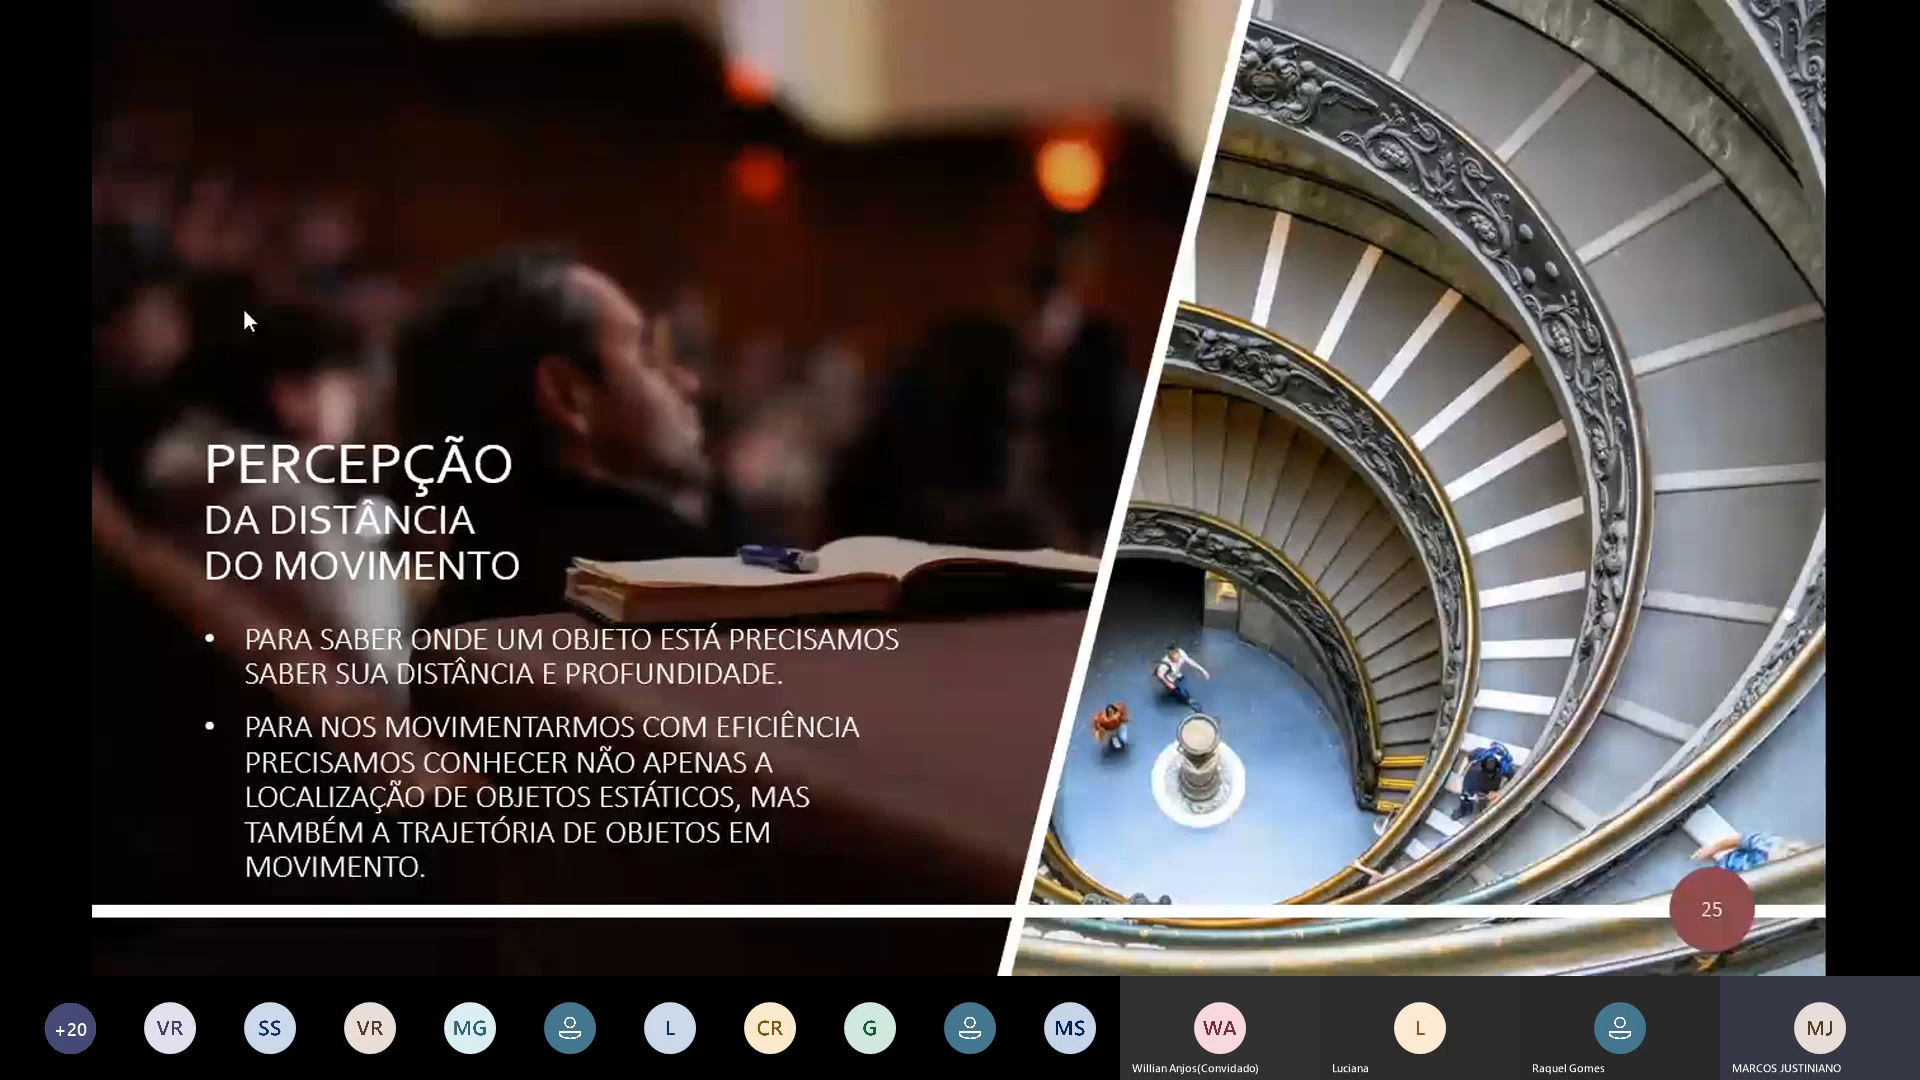 PERCEPÇÃO
DA DISTÂNCIA
DO MOVIMENTO
• PARA SABER ONDE UM OBJETO ESTÁ PRECISAMOS
SABER SUA DISTÂNCIA E PROFUNDIDADE.
• PARA NOS MOVIMENTARMOS COM EFICIÊNCIA
PRECISAMOS CONHECER NÃO APENAS A
LOCALIZAÇÃO DE OBJETOS ESTÁTICOS, MAS
TAMBÉM A TRAJETÓRIA DE OBJETOS EM
MOVIMENTO.
25
+20 VR SS VR MG L CR G MS WA L MJ
Willian Anjos(Convidado) Luciana Raquel Gomes MARCOS JUSTINIANO